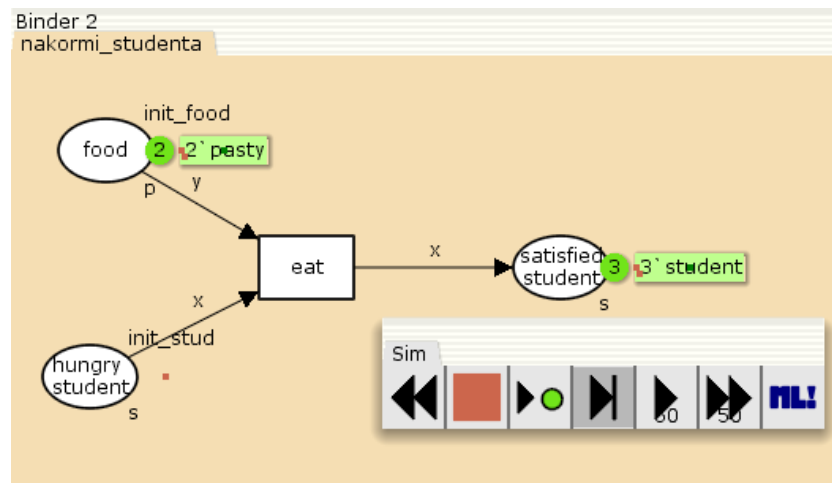 Binder 2
nakormi_studenta
init_food
food
2
2`pasty
p
y
eat
x
satisfied
student
3
3`student
s
x
init_stud
hungry
student
s
Sim
60
50
ML!